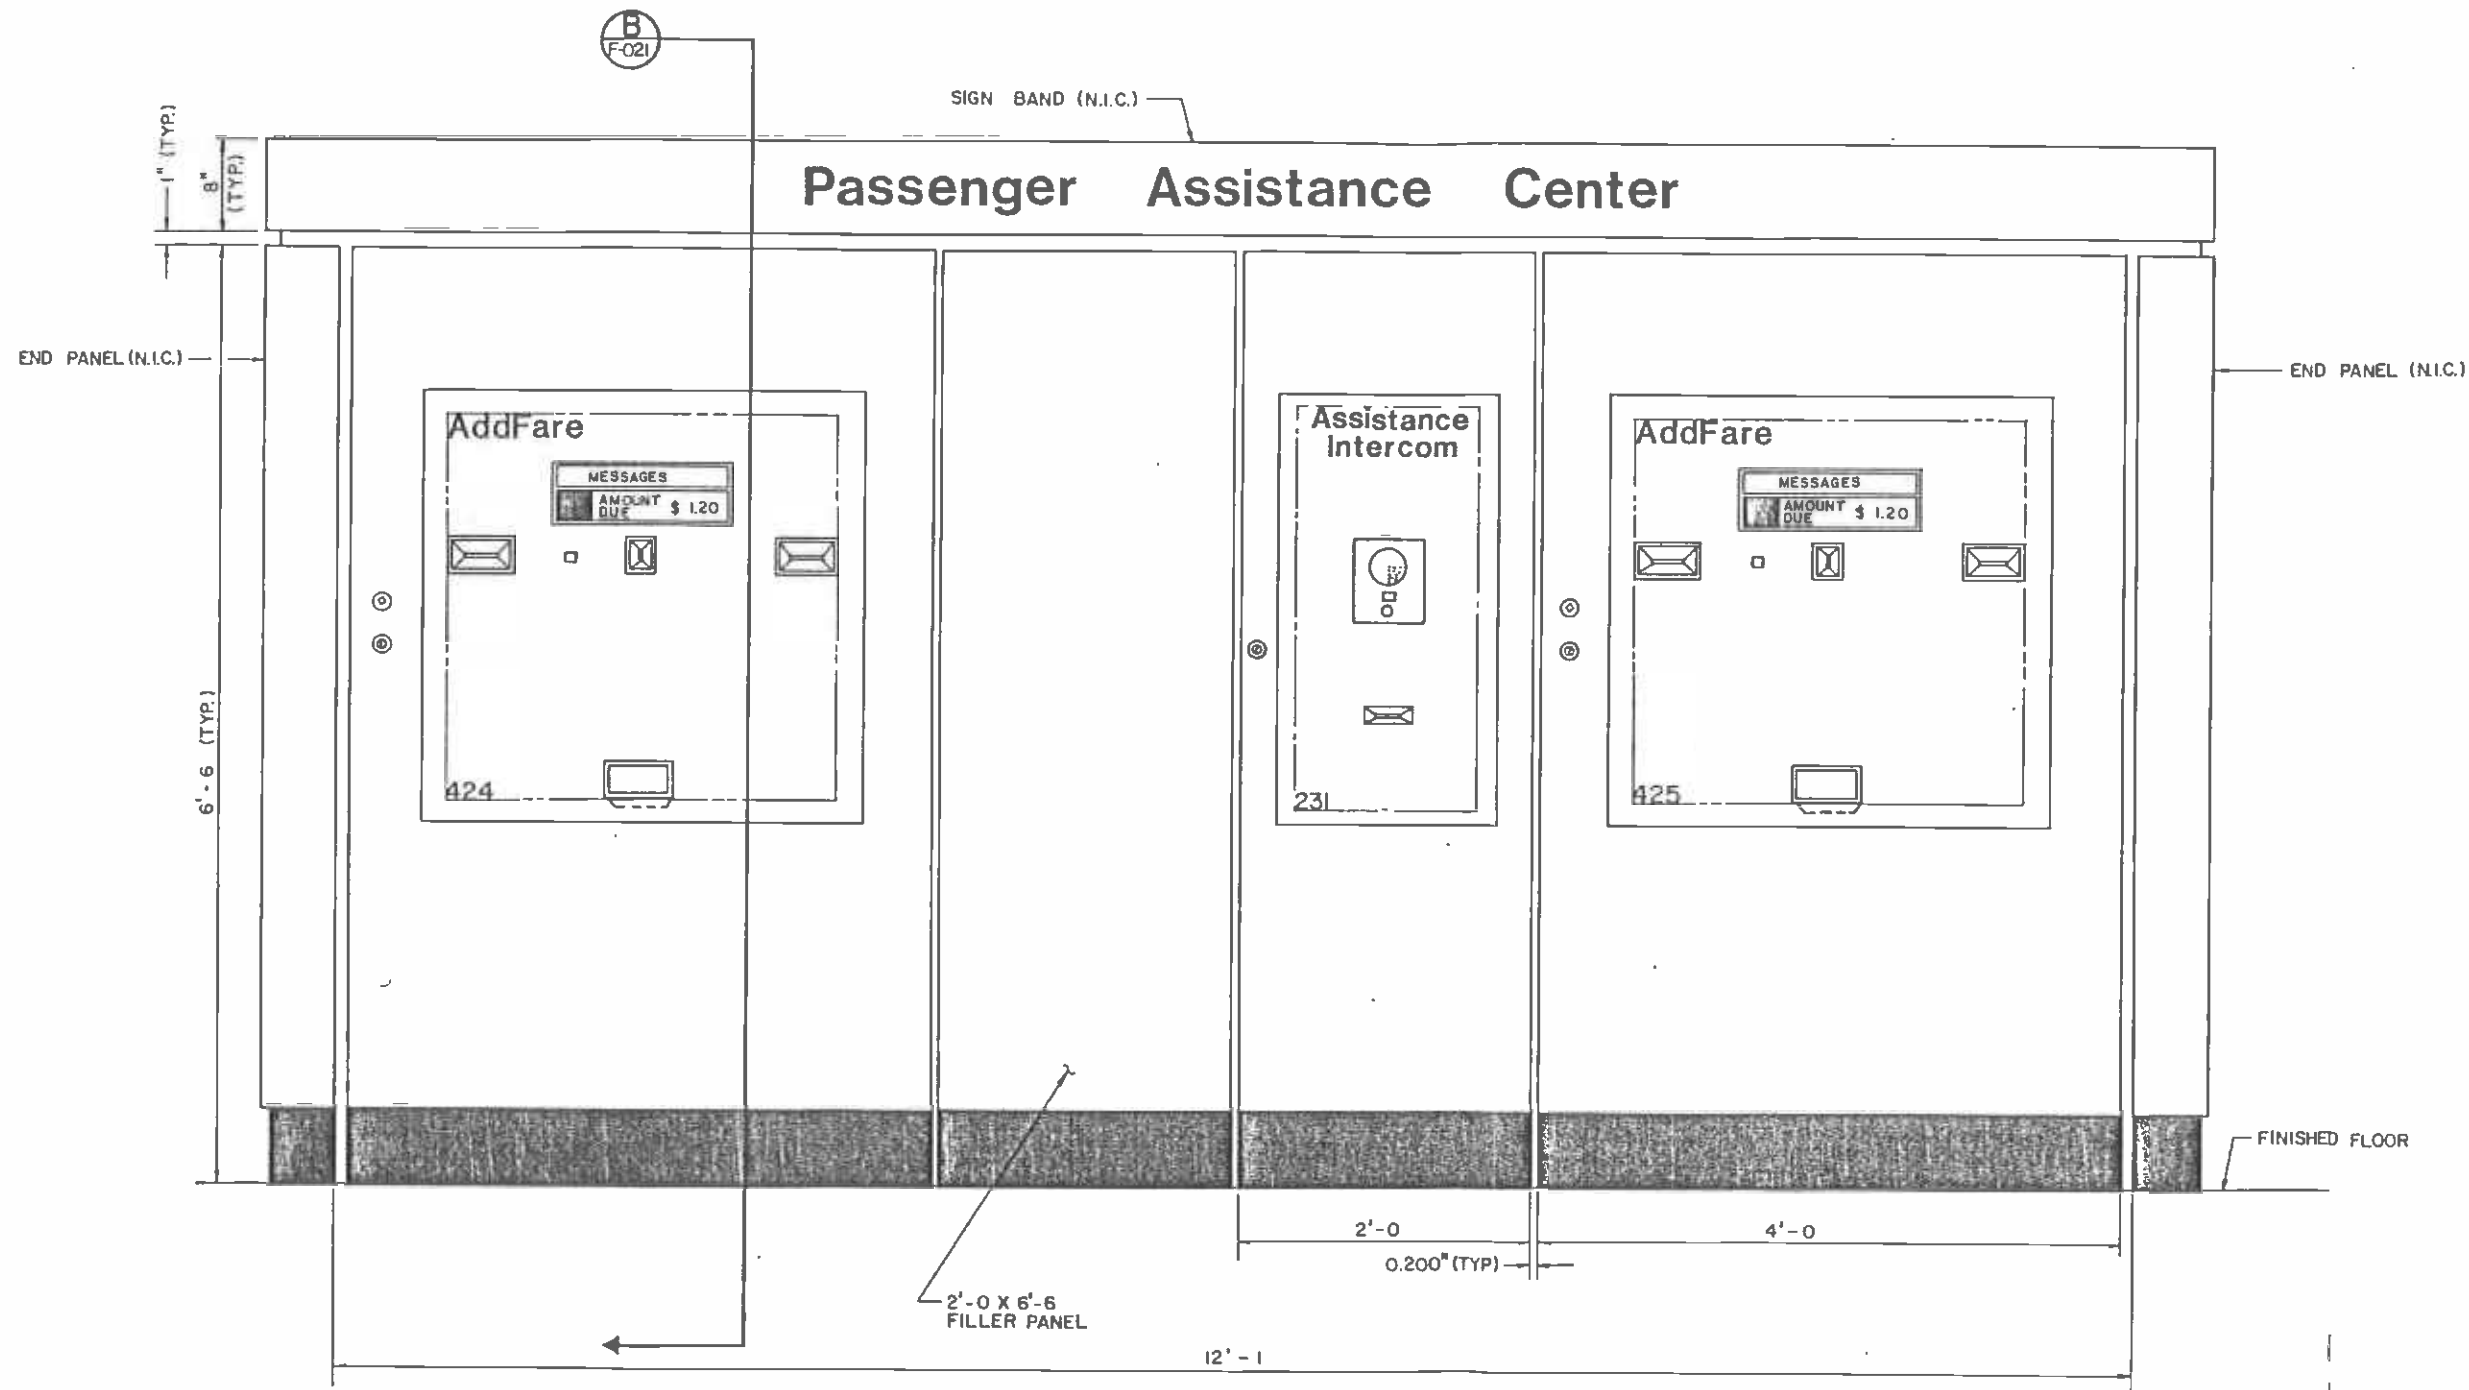 B
F-021
SIGN BAND (N.I.C.)
1" (TYP.)
8"
(TYP.)
Passenger Assistance Center
END PANEL (N.I.C.)
END PANEL (N.I.C.)
AddFare
MESSAGES
AMOUNT
DUE $ 1.20
424
Assistance
Intercom
231
AddFare
MESSAGES
AMOUNT
DUE $ 1.20
425
6'-6 (TYP.)
FINISHED FLOOR
2'-0
4'-0
0.200" (TYP)
2'-0 X 6'-6
FILLER PANEL
12'-1